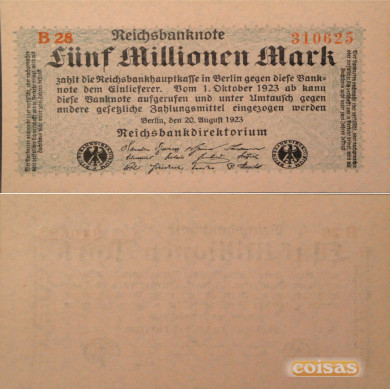 Reichsbanknote
B 28 310625
Fünf Millionen Mark
zahlt die Reichsbankhauptkasse in Berlin gegen diese Bank-
note dem Einlieferer. Vom 1. Oktober 1923 ab kann
diese Banknote aufgerufen und unter Umtausch gegen
andere gesetzliche Zahlungsmittel eingezogen werden
Berlin, den 20. August 1923
Reichsbankdirektorium
coisas